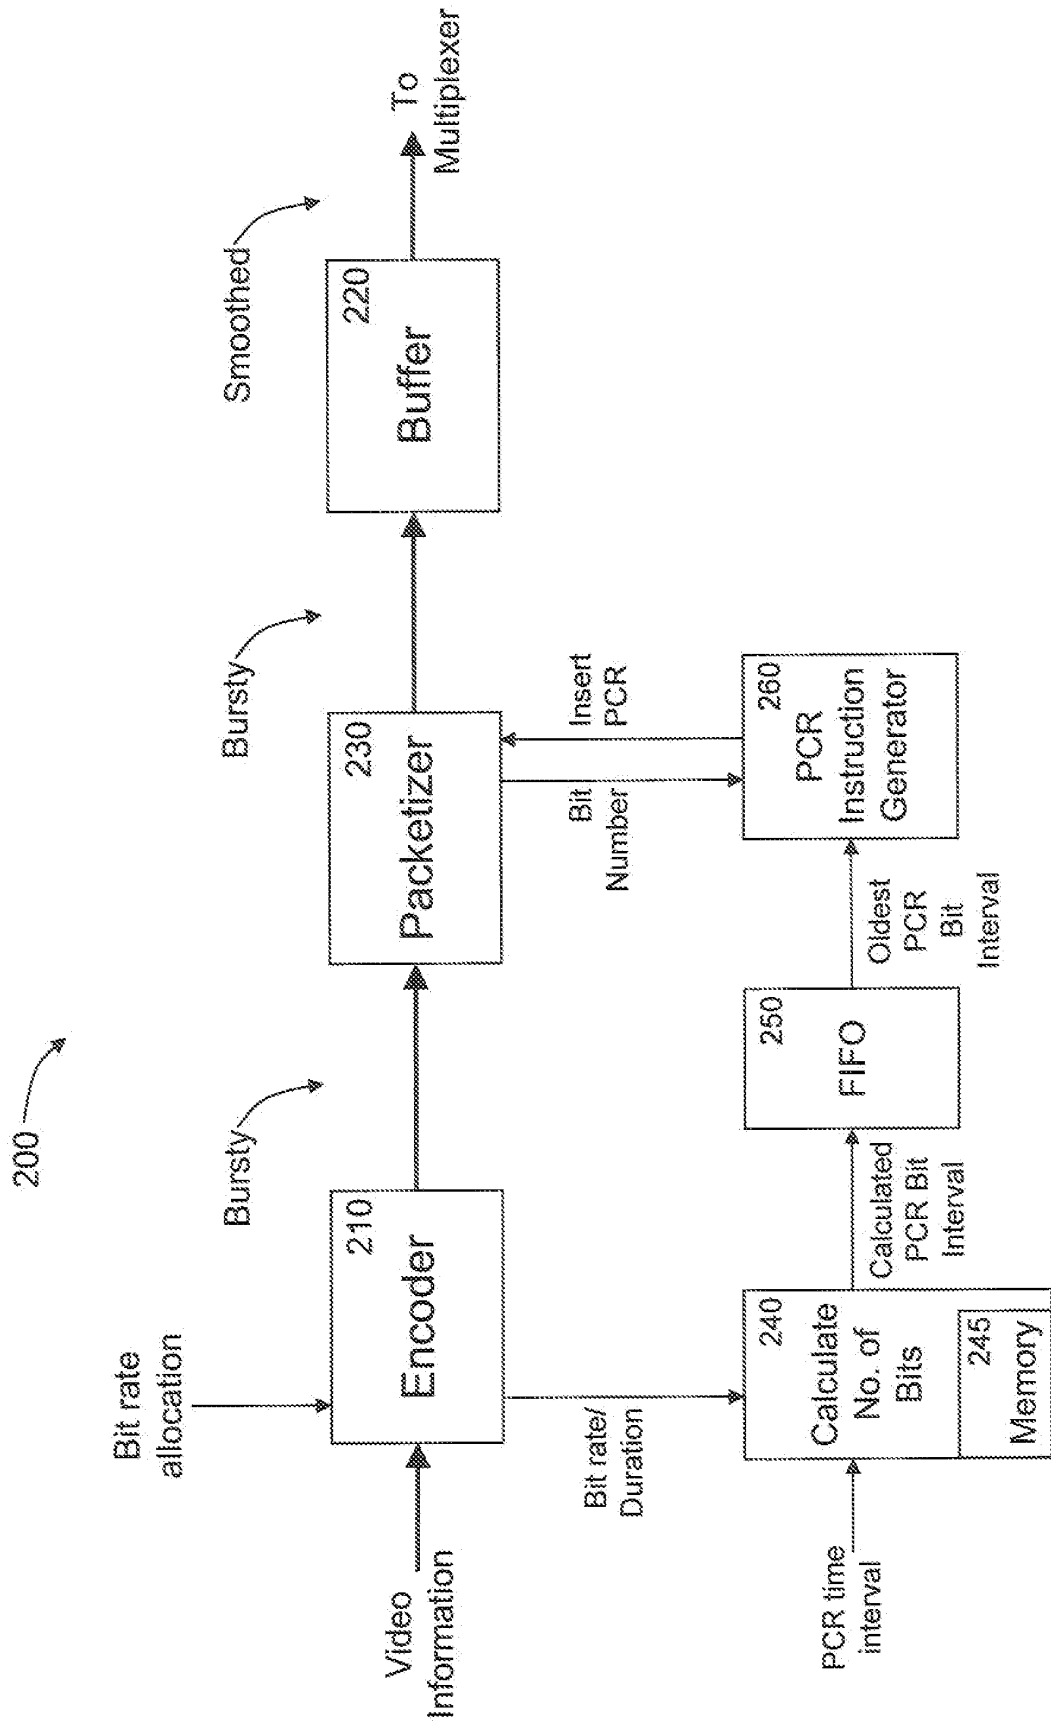 200
Bit rate
allocation
Bursty
Bursty
Smoothed
Video
Information
210
Encoder
230
Packetizer
220
Buffer
To
Multiplexer
Bit rate/
Duration
Bit
Number
Insert
PCR
PCR time
interval
240
Calculate
No. of
Bits
245
Memory
Calculated
PCR Bit
Interval
250
FIFO
Oldest
PCR
Bit
Interval
260
PCR
Instruction
Generator